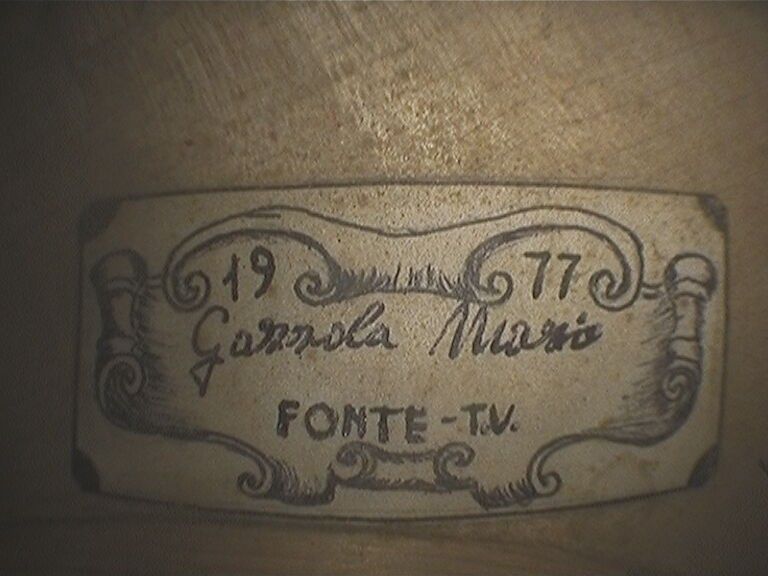 19 77
Gazzola Mario
FONTE - T.V.